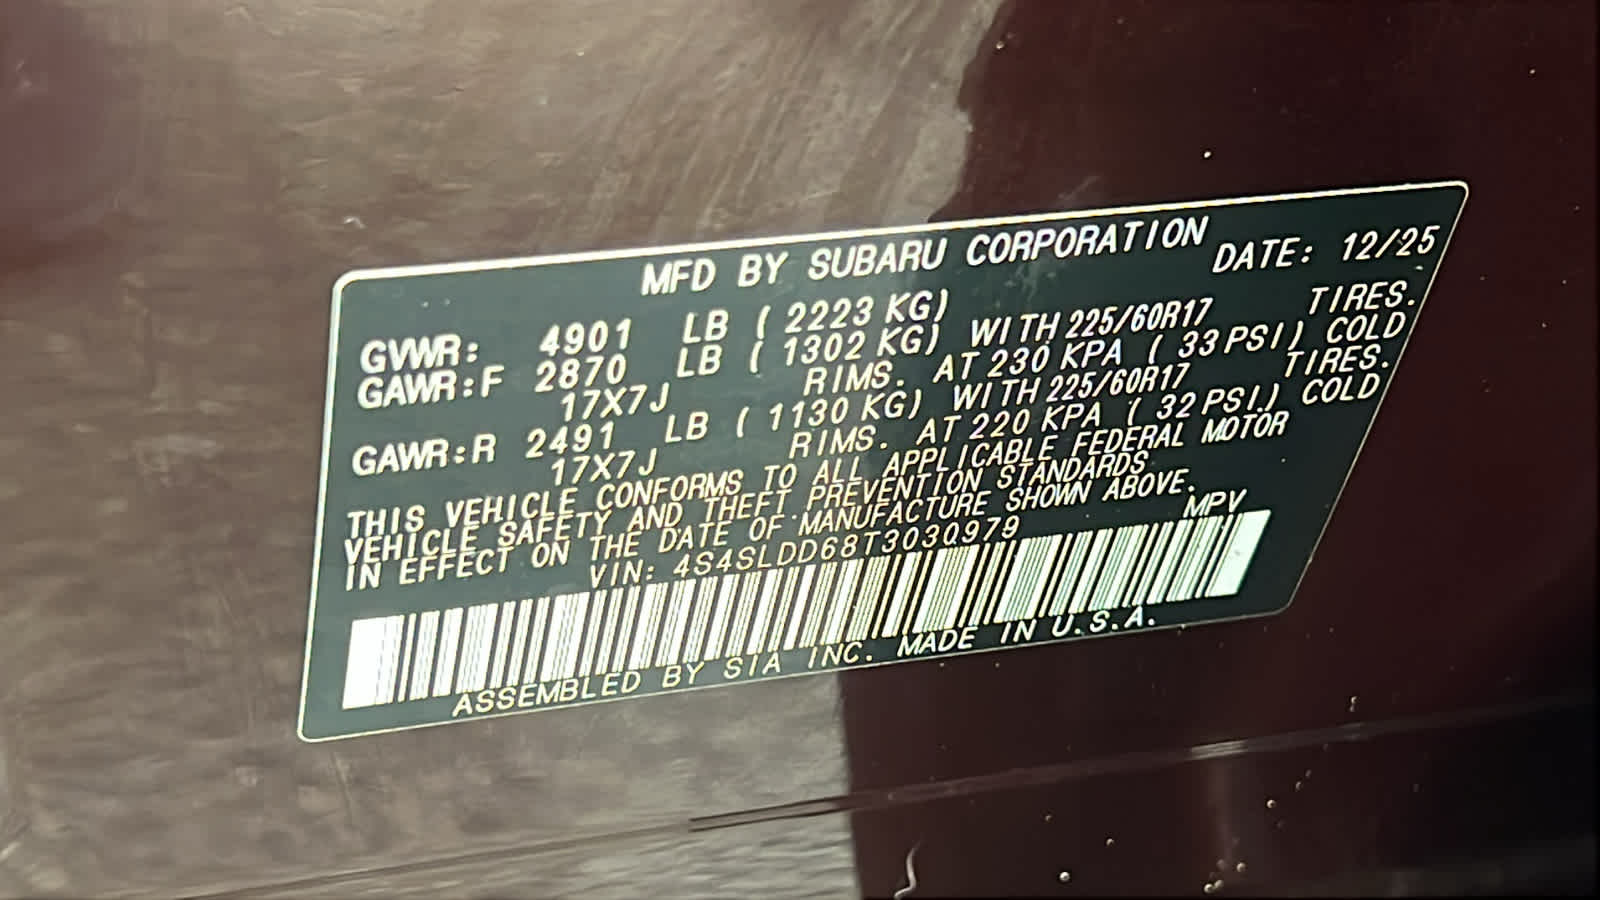 MFD BY SUBARU CORPORATION
DATE: 12/25
GVWR: 4901 LB ( 2223 KG)
GAWR:F 2870 LB ( 1302 KG) WITH 225/60R17 TIRES.
17X7J RIMS. AT 230 KPA ( 33 PSI) COLD
GAWR:R 2491 LB ( 1130 KG) WITH 225/60R17 TIRES.
17X7J RIMS. AT 220 KPA ( 32 PSI) COLD
THIS VEHICLE CONFORMS TO ALL APPLICABLE FEDERAL MOTOR
VEHICLE SAFETY AND THEFT PREVENTION STANDARDS
IN EFFECT ON THE DATE OF MANUFACTURE SHOWN ABOVE.
VIN: 4S4SLDD68T3030979 MPV
ASSEMBLED BY SIA INC. MADE IN U.S.A.